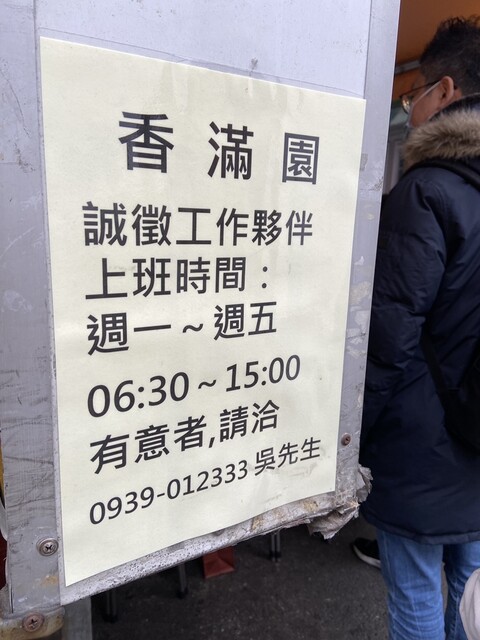 香滿園
誠徵工作夥伴
上班時間：
週一～週五
06:30～15:00
有意者,請洽
0939-012333 吳先生